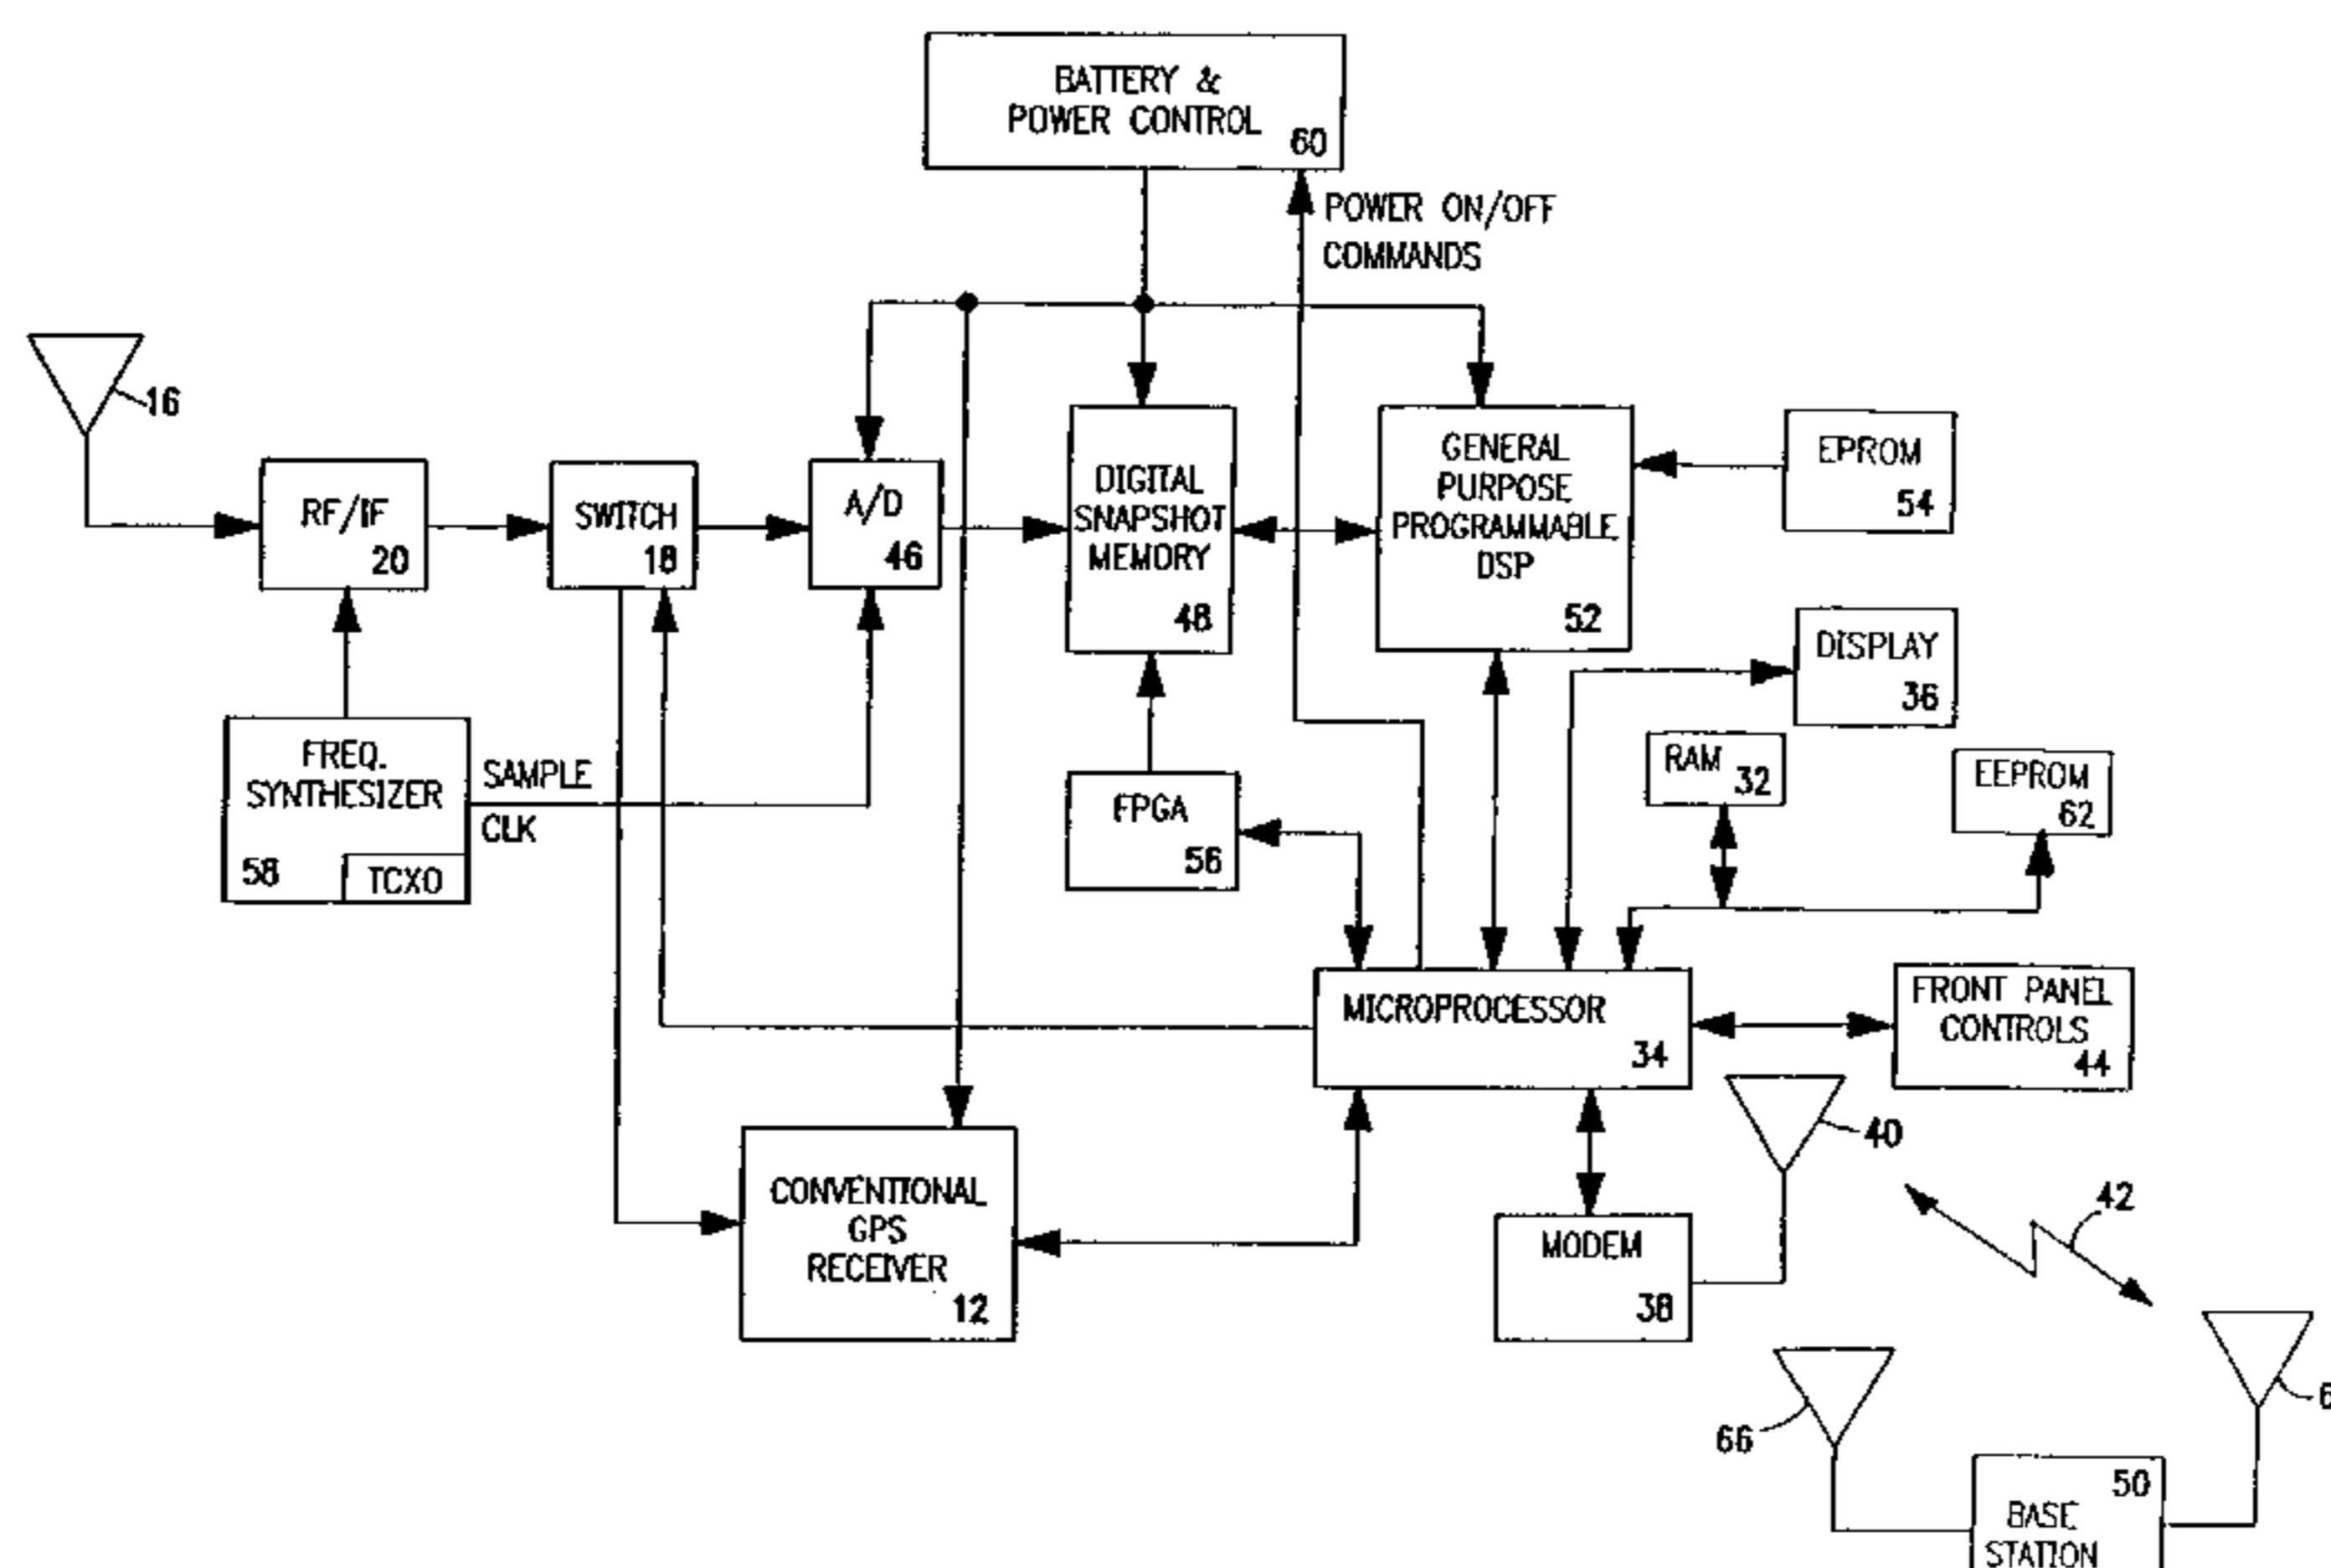 BATTERY &
POWER CONTROL
60
POWER ON/OFF
COMMANDS
16
RF/IF
20
SWITCH
18
A/D
46
DIGITAL
SNAPSHOT
MEMORY
48
GENERAL
PURPOSE
PROGRAMMABLE
DSP
52
EPROM
54
DISPLAY
36
FREQ.
SYNTHESIZER
58
TCXO
SAMPLE
CLK
FPGA
56
RAM
32
EEPROM
62
MICROPROCESSOR
34
FRONT PANEL
CONTROLS
44
CONVENTIONAL
GPS
RECEIVER
12
MODEM
38
40
42
66
6
50
BASE
STATION